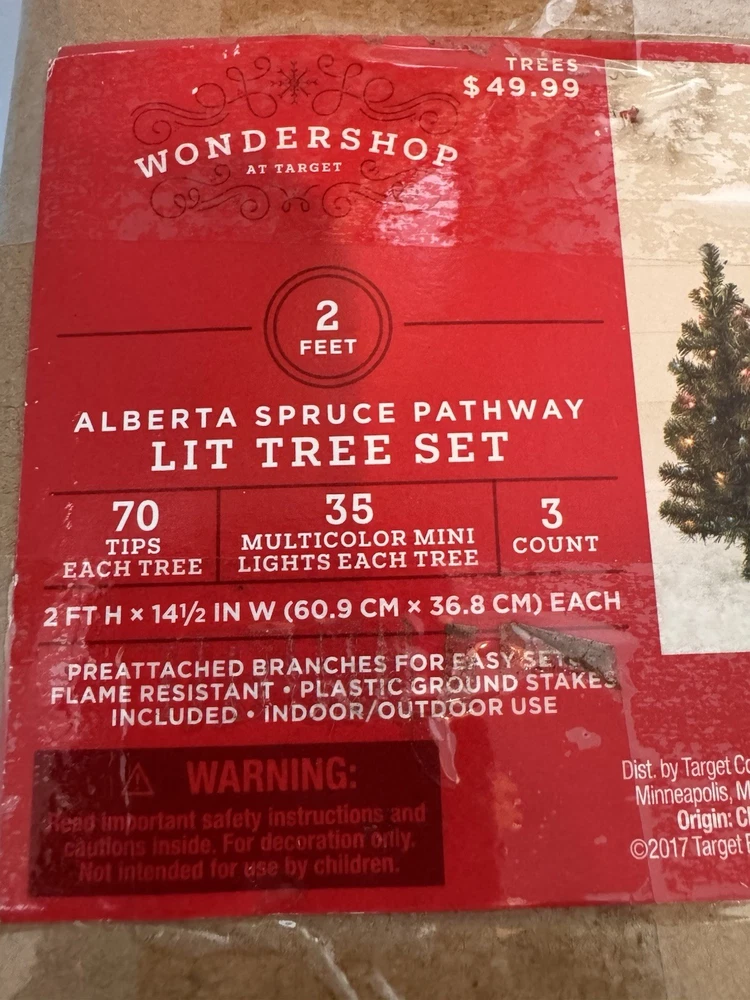 TREES
$49.99
WONDERSHOP
AT TARGET
2
FEET
ALBERTA SPRUCE PATHWAY
LIT TREE SET
70
TIPS
EACH TREE
35
MULTICOLOR MINI
LIGHTS EACH TREE
3
COUNT
2 FT H × 14½ IN W (60.9 CM × 36.8 CM) EACH
PREATTACHED BRANCHES FOR EASY
FLAME RESISTANT • PLASTIC GROUND STAKES
INCLUDED • INDOOR/OUTDOOR USE
WARNING:
Read important safety instructions and
cautions inside. For decoration only.
Not intended for use by children.
Dist. by Target
Minneapolis,
Origin:
©2017 Target